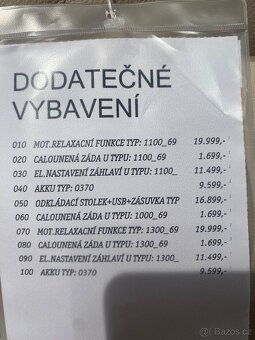 DODATEČNÉ
VYBAVENÍ
010 MOT.RELAXACNÍ FUNKCE TYP: 1100_69 19.999,-
020 CALOUNENÁ ZÁDA U TYPU: 1100_69 1.699,-
030 EL.NASTAVENÍ ZÁHLAVÍ U TYPU: 1100_ 11.499,-
040 AKKU TYP: 0370 9.599,-
050 ODKLÁDACÍ STOLEK+USB+ZÁSUVKA TYP 16.899,-
060 CALOUNENÁ ZÁDA U TYPU: 1000_69 1.699,-
070 MOT.RELAXACNÍ FUNKCE TYP: 1300_69 19.999,-
080 CALOUNENÁ ZÁDA U TYPU: 1300_69 1.699,-
090 EL.NASTAVENÍ ZÁHLAVÍ U TYPU: 1300_ 11.499,-
100 AKKU TYP: 0370 9.599,-
Bazos.cz